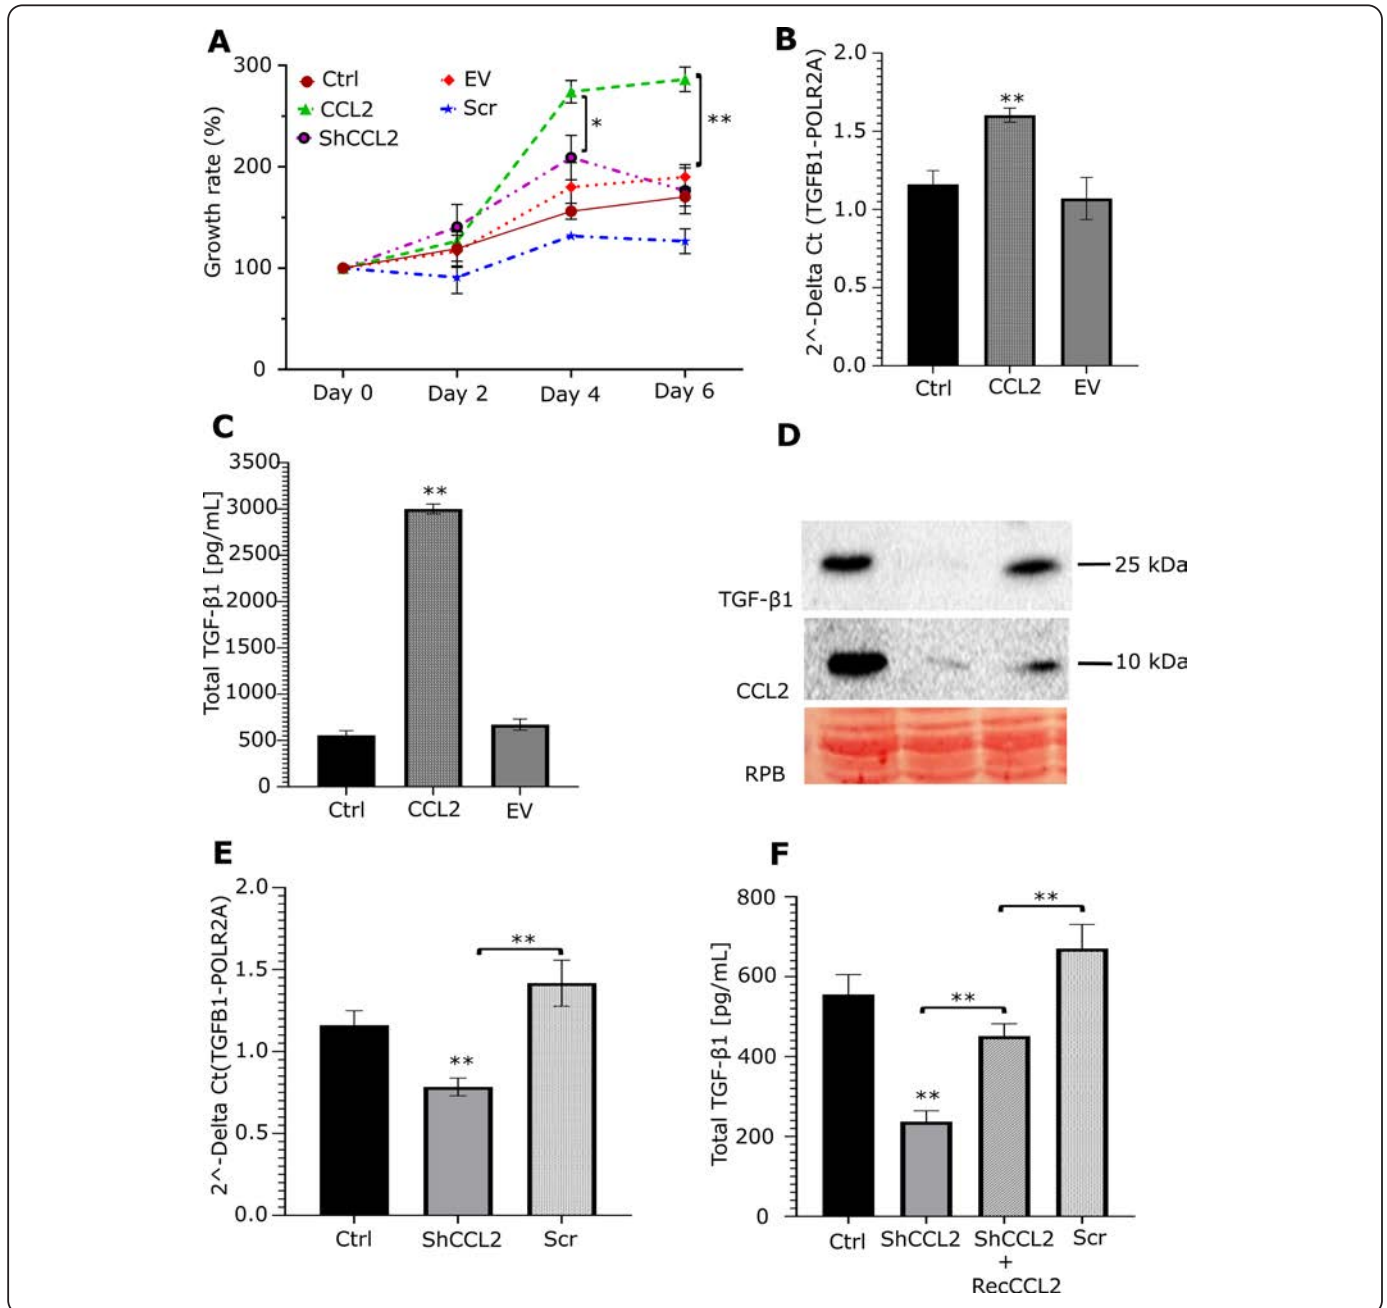 A
300
200
100
0
Growth rate (%)
Ctrl
EV
CCL2
Scr
ShCCL2
*
**
Day 0 Day 2 Day 4 Day 6
B
2.0
1.5
1.0
0.5
0.0
2^-Delta Ct (TGFB1-POLR2A)
**
Ctrl CCL2 EV
C
3500
3000
2500
2000
1500
1000
500
0
Total TGF-β1 [pg/mL]
**
Ctrl CCL2 EV
D
TGF-β1
25 kDa
CCL2
10 kDa
RPB
E
2.0
1.5
1.0
0.5
0.0
2^-Delta Ct(TGFB1-POLR2A)
**
**
Ctrl ShCCL2 Scr
F
800
600
400
200
0
Total TGF-β1 [pg/mL]
**
**
**
Ctrl ShCCL2 ShCCL2 Scr
+
RecCCL2